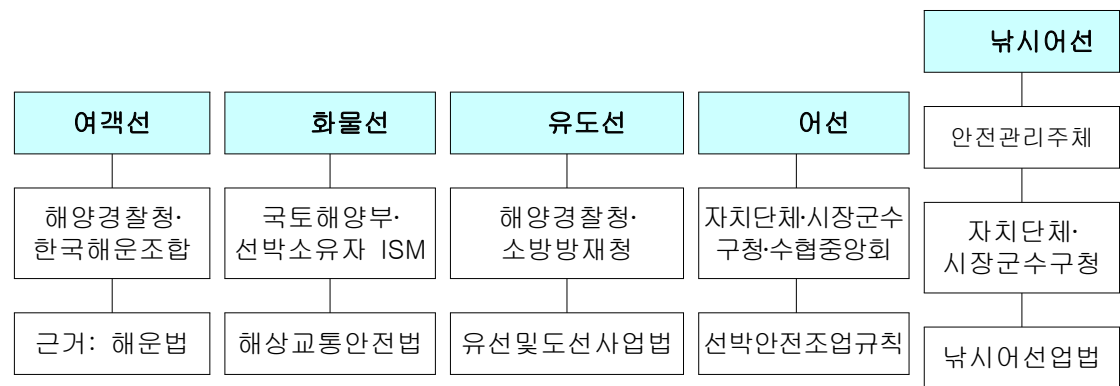 낚시어선
여객선
화물선
유도선
어선
안전관리주체
해양경찰청·
한국해운조합
국토해양부·
선박소유자 ISM
해양경찰청·
소방방재청
자치단체·시장군수
구청·수협중앙회
자치단체·
시장군수구청
근거: 해운법
해상교통안전법
유선및도선사업법
선박안전조업규칙
낚시어선업법